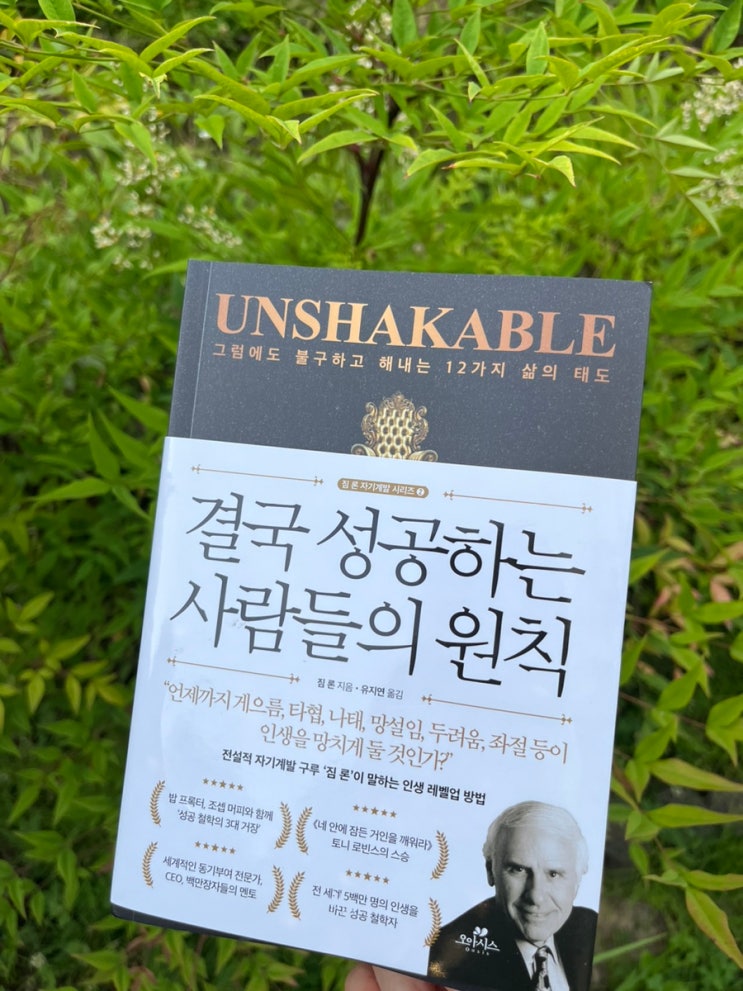 UNSHAKABLE
그럼에도 불구하고 해내는 12가지 삶의 태도
짐 론 자기계발 시리즈 2
결국 성공하는
사람들의 원칙
짐 론 지음 · 유지연 옮김
“언제까지 게으름, 타협, 나태, 망설임, 두려움, 좌절 등이
인생을 망치게 둘 것인가?”
전설적 자기계발 구루 ‘짐 론’이 말하는 인생 레벨업 방법
밥 프록터, 조셉 머피와 함께
‘성공 철학의 3대 거장’
《네 안에 잠든 거인을 깨워라》
토니 로빈스의 스승
세계적인 동기부여 전문가,
CEO, 백만장자들의 멘토
전 세계 5백만 명의 인생을
바꾼 성공 철학자
오아시스
Oasis